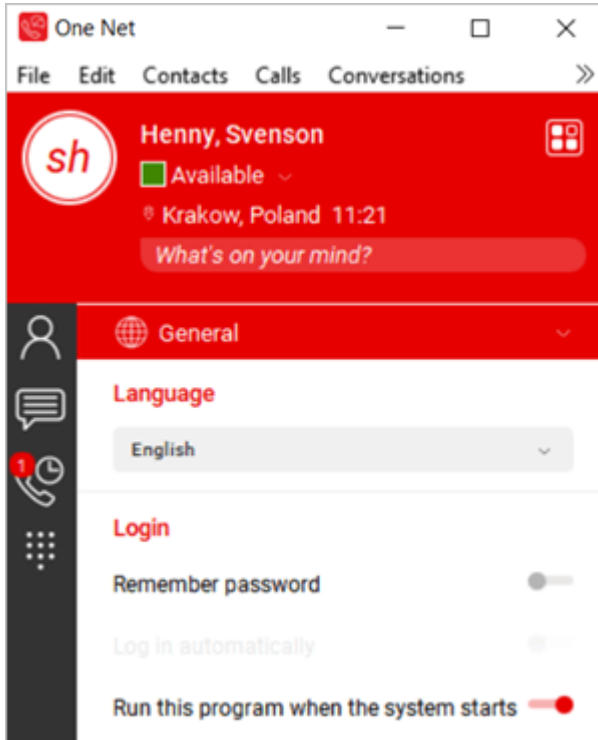 One Net
File Edit Contacts Calls Conversations
sh
Henny, Svenson
Available
Krakow, Poland 11:21
What's on your mind?
General
Language
English
1
Login
Remember password
Log in automatically
Run this program when the system starts